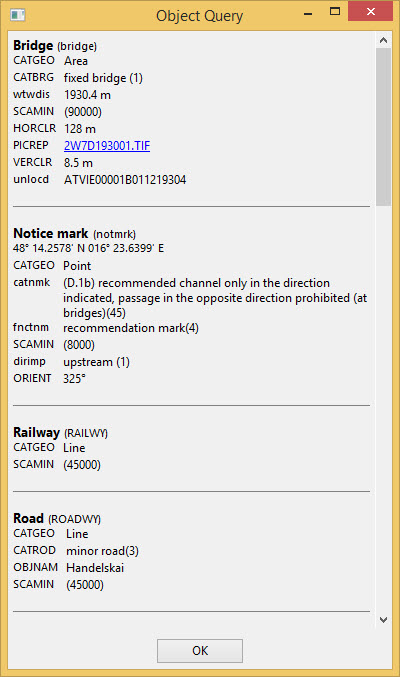 Object Query
Bridge (bridge)
CATGEO Area
CATBRG fixed bridge (1)
wtwdis 1930.4 m
SCAMIN (90000)
HORCLR 128 m
PICREP 2W7D193001.TIF
VERCLR 8.5 m
unlocd ATVIE00001B011219304
Notice mark (notmrk)
48° 14.2578' N 016° 23.6399' E
CATGEO Point
catnmk (D.1b) recommended channel only in the direction
indicated, passage in the opposite direction prohibited (at
bridges)(45)
fnctnm recommendation mark(4)
SCAMIN (8000)
dirimp upstream (1)
ORIENT 325°
Railway (RAILWY)
CATGEO Line
SCAMIN (45000)
Road (ROADWY)
CATGEO Line
CATROD minor road(3)
OBJNAM Handelskai
SCAMIN (45000)
OK